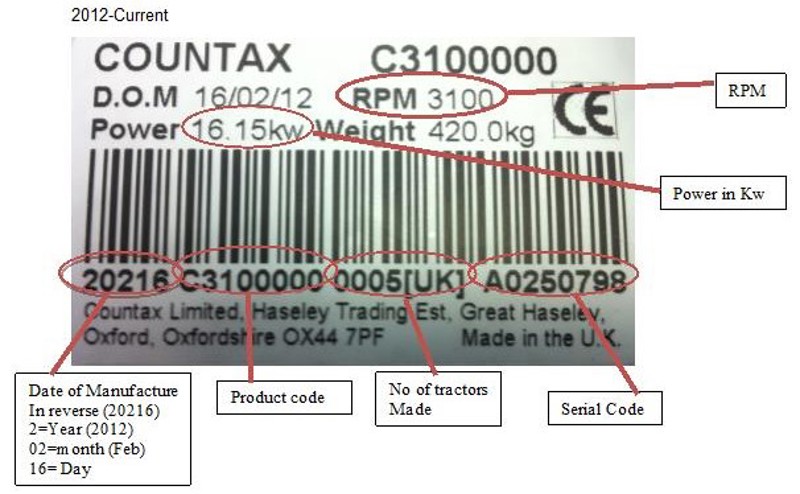 2012-Current
COUNTAX C3100000
D.O.M 16/02/12 RPM 3100
Power 16.15kw Weight 420.0kg
CE
20216 C3100000 0005[UK] A0250798
Countax Limited, Haseley Trading Est, Great Haseley,
Oxford, Oxfordshire OX44 7PF Made in the U.K.
RPM
Power in Kw
Date of Manufacture
In reverse (20216)
2=Year (2012)
02=month (Feb)
16= Day
Product code
No of tractors
Made
Serial Code